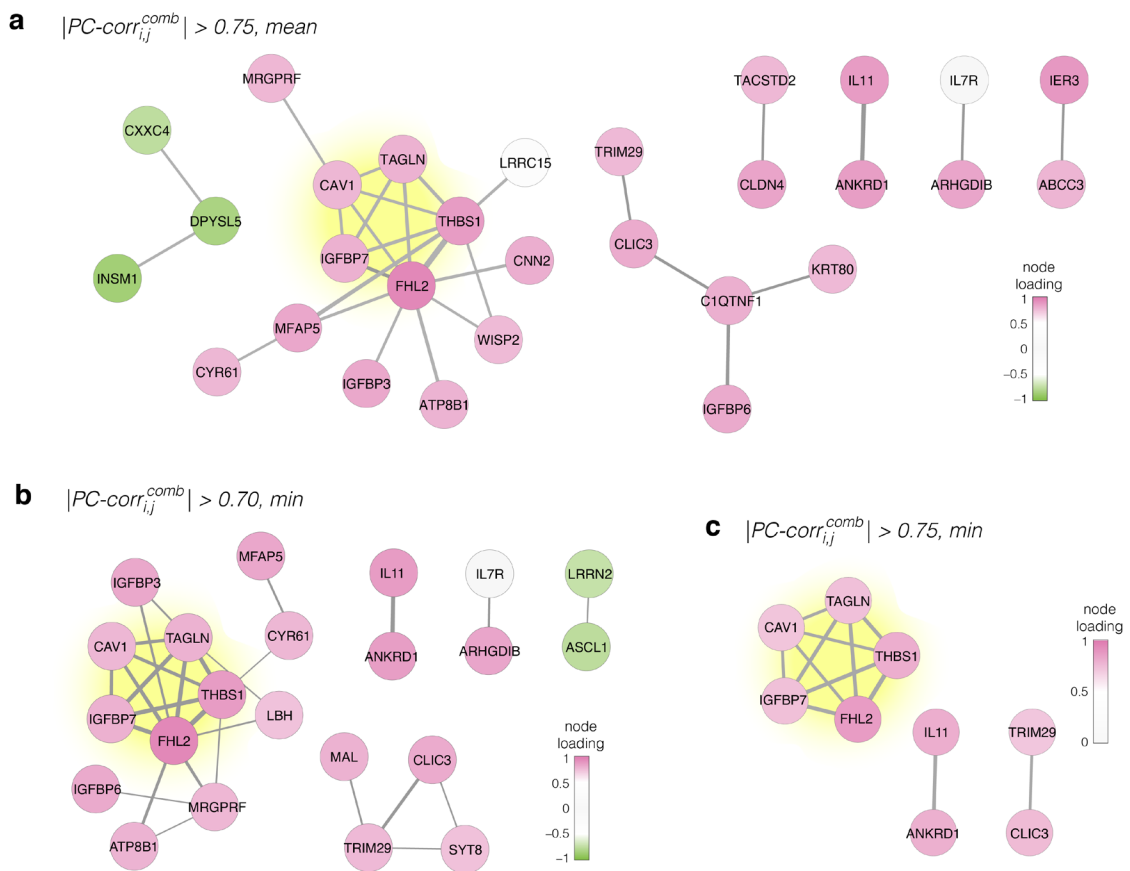 a
|PC-corr_{i,j}^{comb}| > 0.75, mean
MRGPRF
TACSTD2
IL11
IL7R
IER3
CXXC4
TAGLN
LRRC15
TRIM29
CAV1
CLDN4
ANKRD1
ARHGDIB
ABCC3
DPYSL5
THBS1
CLIC3
IGFBP7
CNN2
KRT80
INSM1
FHL2
C1QTNF1
MFAP5
WISP2
CYR61
IGFBP3
ATP8B1
IGFBP6
node
loading
1
0.5
0
−0.5
−1
b
|PC-corr_{i,j}^{comb}| > 0.70, min
MFAP5
IGFBP3
IL11
IL7R
LRRN2
TAGLN
CYR61
CAV1
ANKRD1
ARHGDIB
ASCL1
THBS1
IGFBP7
LBH
FHL2
MAL
CLIC3
IGFBP6
MRGPRF
ATP8B1
TRIM29
SYT8
node
loading
1
0.5
0
−0.5
−1
c
|PC-corr_{i,j}^{comb}| > 0.75, min
TAGLN
CAV1
THBS1
IGFBP7
FHL2
IL11
TRIM29
ANKRD1
CLIC3
node
loading
1
0.5
0